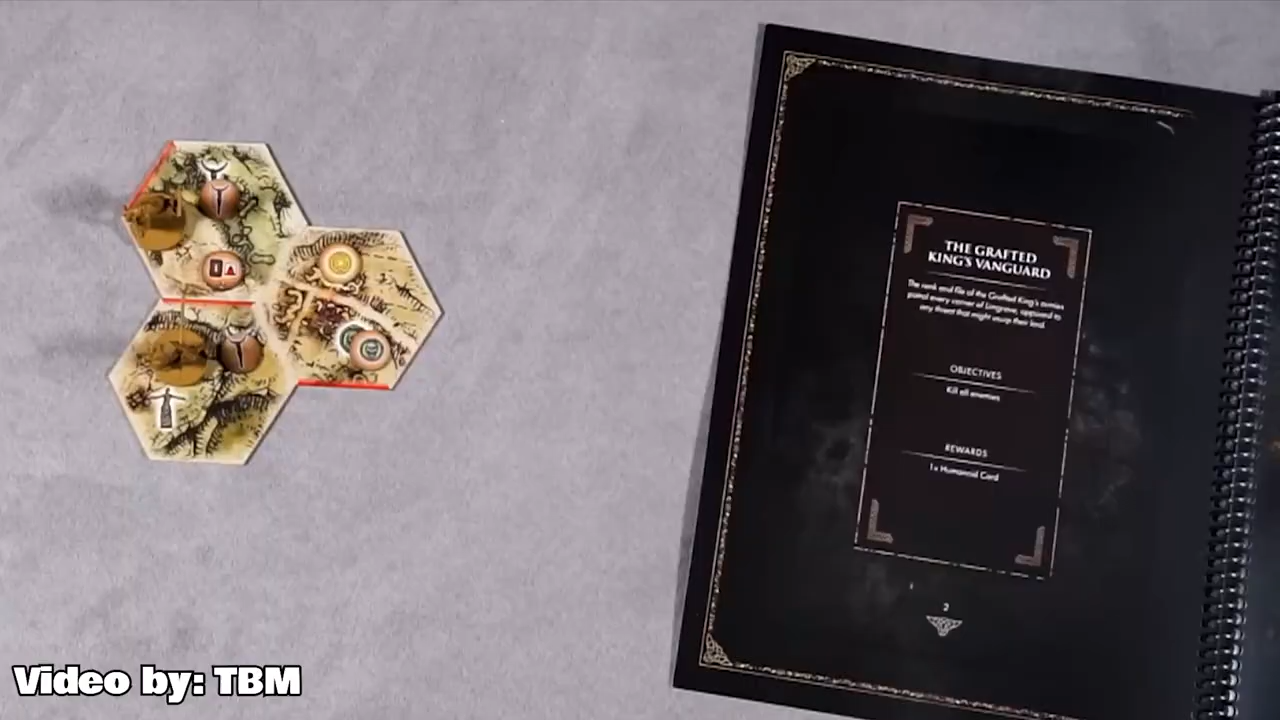 THE GRAFTED
KING'S VANGUARD
The rank and file of the Grafted King's armies
patrol every corner of Limgrave, opposed to
any threat that might usurp their land.
OBJECTIVES
Kill all enemies
REWARDS
1x Humanoid Card
2
Video by: TBM